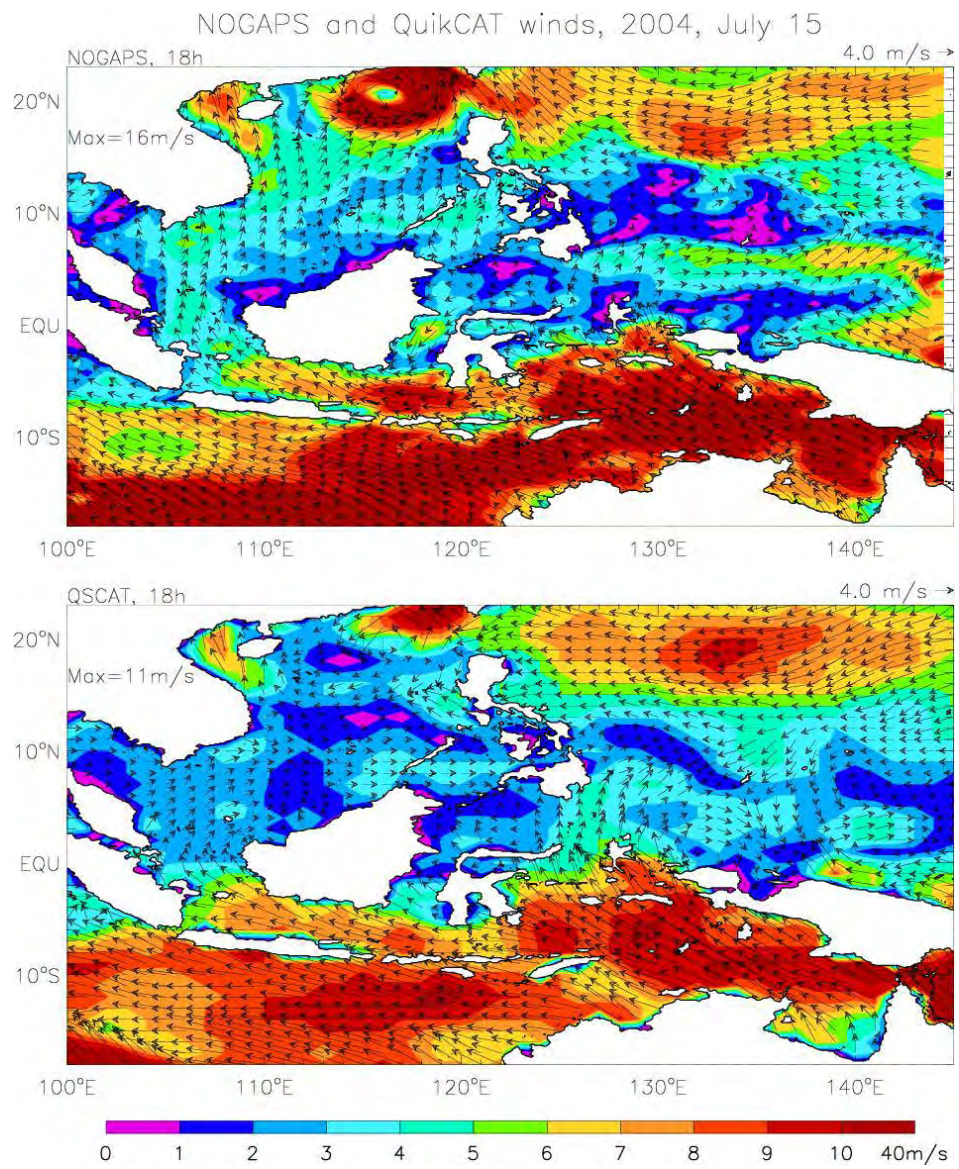 NOGAPS and QuikCAT winds, 2004, July 15
NOGAPS, 18h
4.0 m/s
20°N
Max=16m/s
10°N
EQU
10°S
100°E 110°E 120°E 130°E 140°E
QSCAT, 18h
4.0 m/s
20°N
Max=11m/s
10°N
EQU
10°S
100°E 110°E 120°E 130°E 140°E
0 1 2 3 4 5 6 7 8 9 10 40m/s